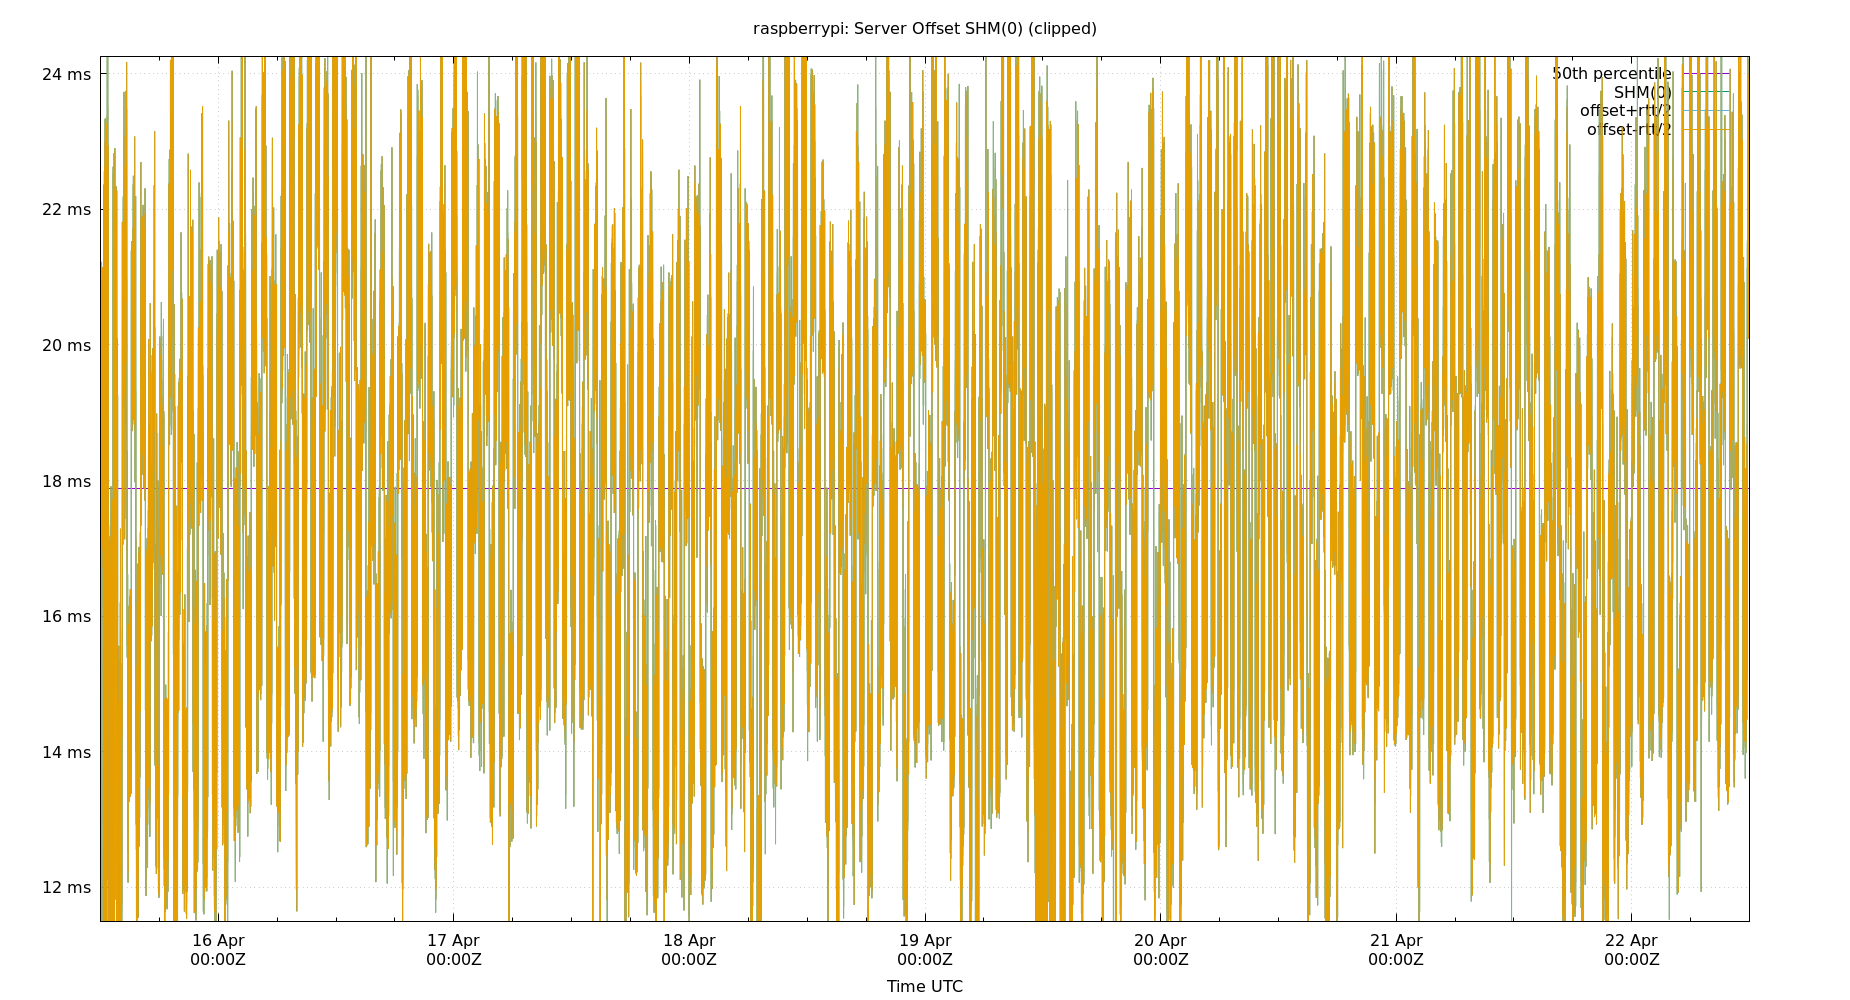 raspberrypi: Server Offset SHM(0) (clipped)
24 ms
22 ms
20 ms
18 ms
16 ms
14 ms
12 ms
50th percentile
SHM(0)
offset+rtt/2
offset-rtt/2
16 Apr
00:00Z
17 Apr
00:00Z
18 Apr
00:00Z
19 Apr
00:00Z
20 Apr
00:00Z
21 Apr
00:00Z
22 Apr
00:00Z
Time UTC